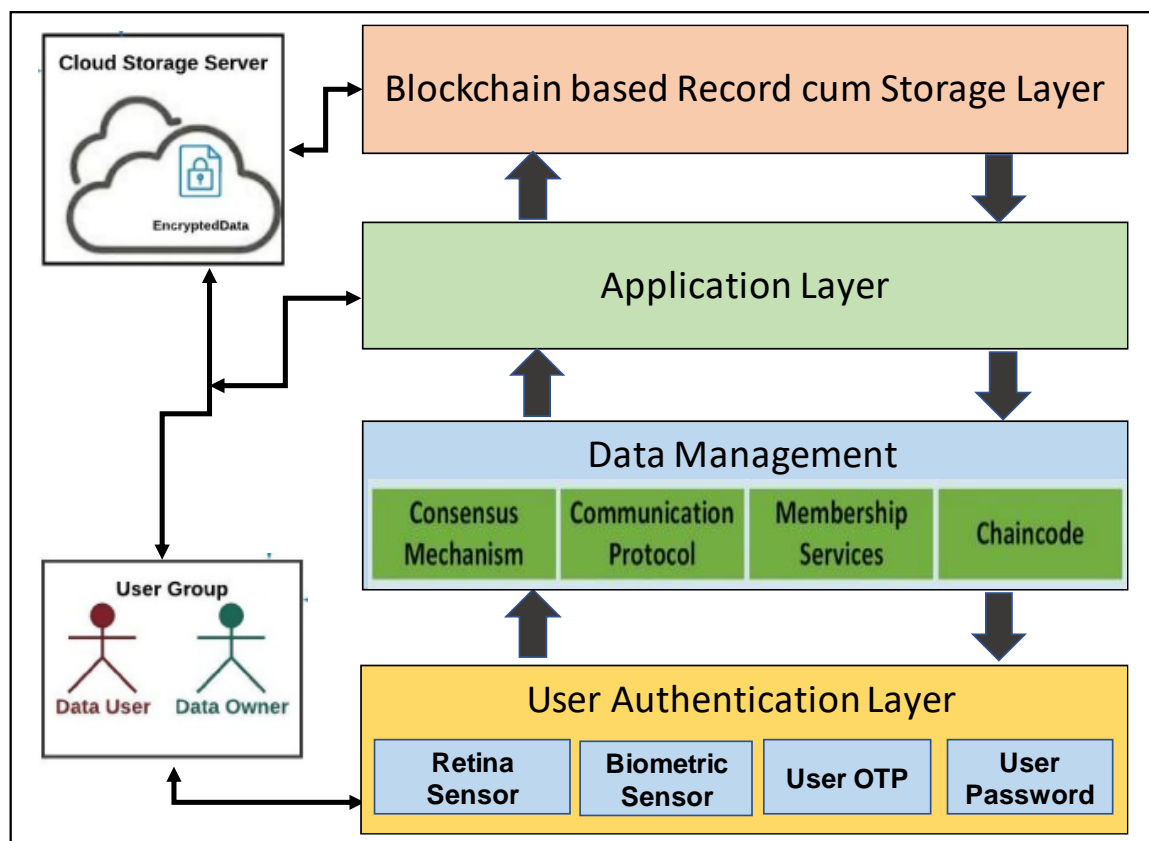 Cloud Storage Server
EncryptedData
Blockchain based Record cum Storage Layer
Application Layer
Data Management
Consensus
Mechanism
Communication
Protocol
Membership
Services
Chaincode
User Group
Data User
Data Owner
User Authentication Layer
Retina
Sensor
Biometric
Sensor
User OTP
User
Password